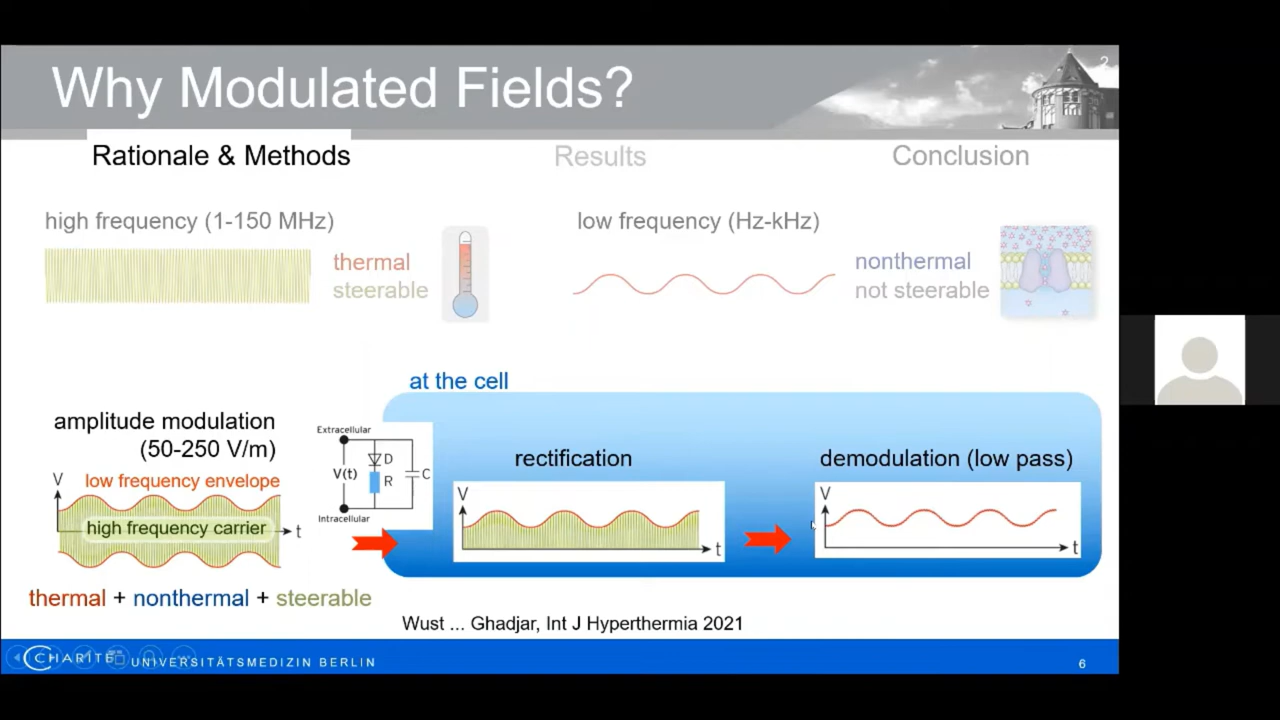 Why Modulated Fields?
2
Rationale & Methods
Results
Conclusion
high frequency (1-150 MHz)
thermal
steerable
low frequency (Hz-kHz)
nonthermal
not steerable
at the cell
amplitude modulation
(50-250 V/m)
V
low frequency envelope
high frequency carrier
t
thermal + nonthermal + steerable
Extracellular
V(t)
D
R
C
Intracellular
rectification
V
t
demodulation (low pass)
V
t
Wust ... Ghadjar, Int J Hyperthermia 2021
CHARITÉ UNIVERSITÄTSMEDIZIN BERLIN
6